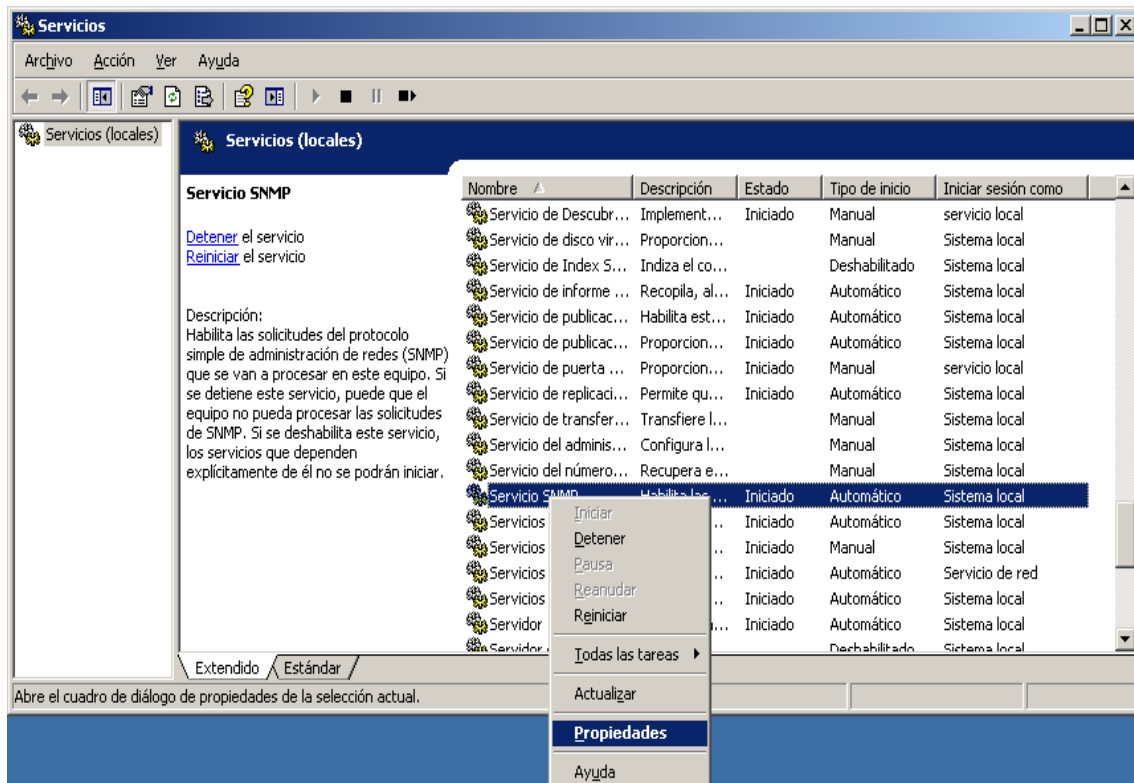 Servicios
Archivo Acción Ver Ayuda
Servicios (locales)
Servicios (locales)
Servicio SNMP
Detener el servicio
Reiniciar el servicio
Descripción:
Habilita las solicitudes del protocolo
simple de administración de redes (SNMP)
que se van a procesar en este equipo. Si
se detiene este servicio, puede que el
equipo no pueda procesar las solicitudes
de SNMP. Si se deshabilita este servicio,
los servicios que dependen
explícitamente de él no se podrán iniciar.
Nombre Descripción Estado Tipo de inicio Iniciar sesión como
Servicio de Descubr... Implement... Iniciado Manual servicio local
Servicio de disco vir... Proporcion... Manual Sistema local
Servicio de Index S... Indiza el co... Deshabilitado Sistema local
Servicio de informe ... Recopila, al... Iniciado Automático Sistema local
Servicio de publicac... Habilita est... Iniciado Automático Sistema local
Servicio de publicac... Proporcion... Iniciado Automático Sistema local
Servicio de puerta ... Proporcion... Iniciado Manual servicio local
Servicio de replicaci... Permite qu... Iniciado Automático Sistema local
Servicio de transfer... Transfiere l... Manual Sistema local
Servicio del adminis... Configura l... Manual Sistema local
Servicio del número... Recupera e... Manual Sistema local
Servicio SNMP Habilita las ... Iniciado Automático Sistema local
Servicios .. Iniciado Automático Sistema local
Servicios .. Iniciado Manual Sistema local
Servicios .. Iniciado Automático Servicio de red
Servicios .. Iniciado Automático Sistema local
Servidor ... Iniciado Automático Sistema local
Servidor Deshabilitado Sistema local
Iniciar
Detener
Pausa
Reanudar
Reiniciar
Todas las tareas
Actualizar
Propiedades
Ayuda
Extendido Estándar
Abre el cuadro de diálogo de propiedades de la selección actual.